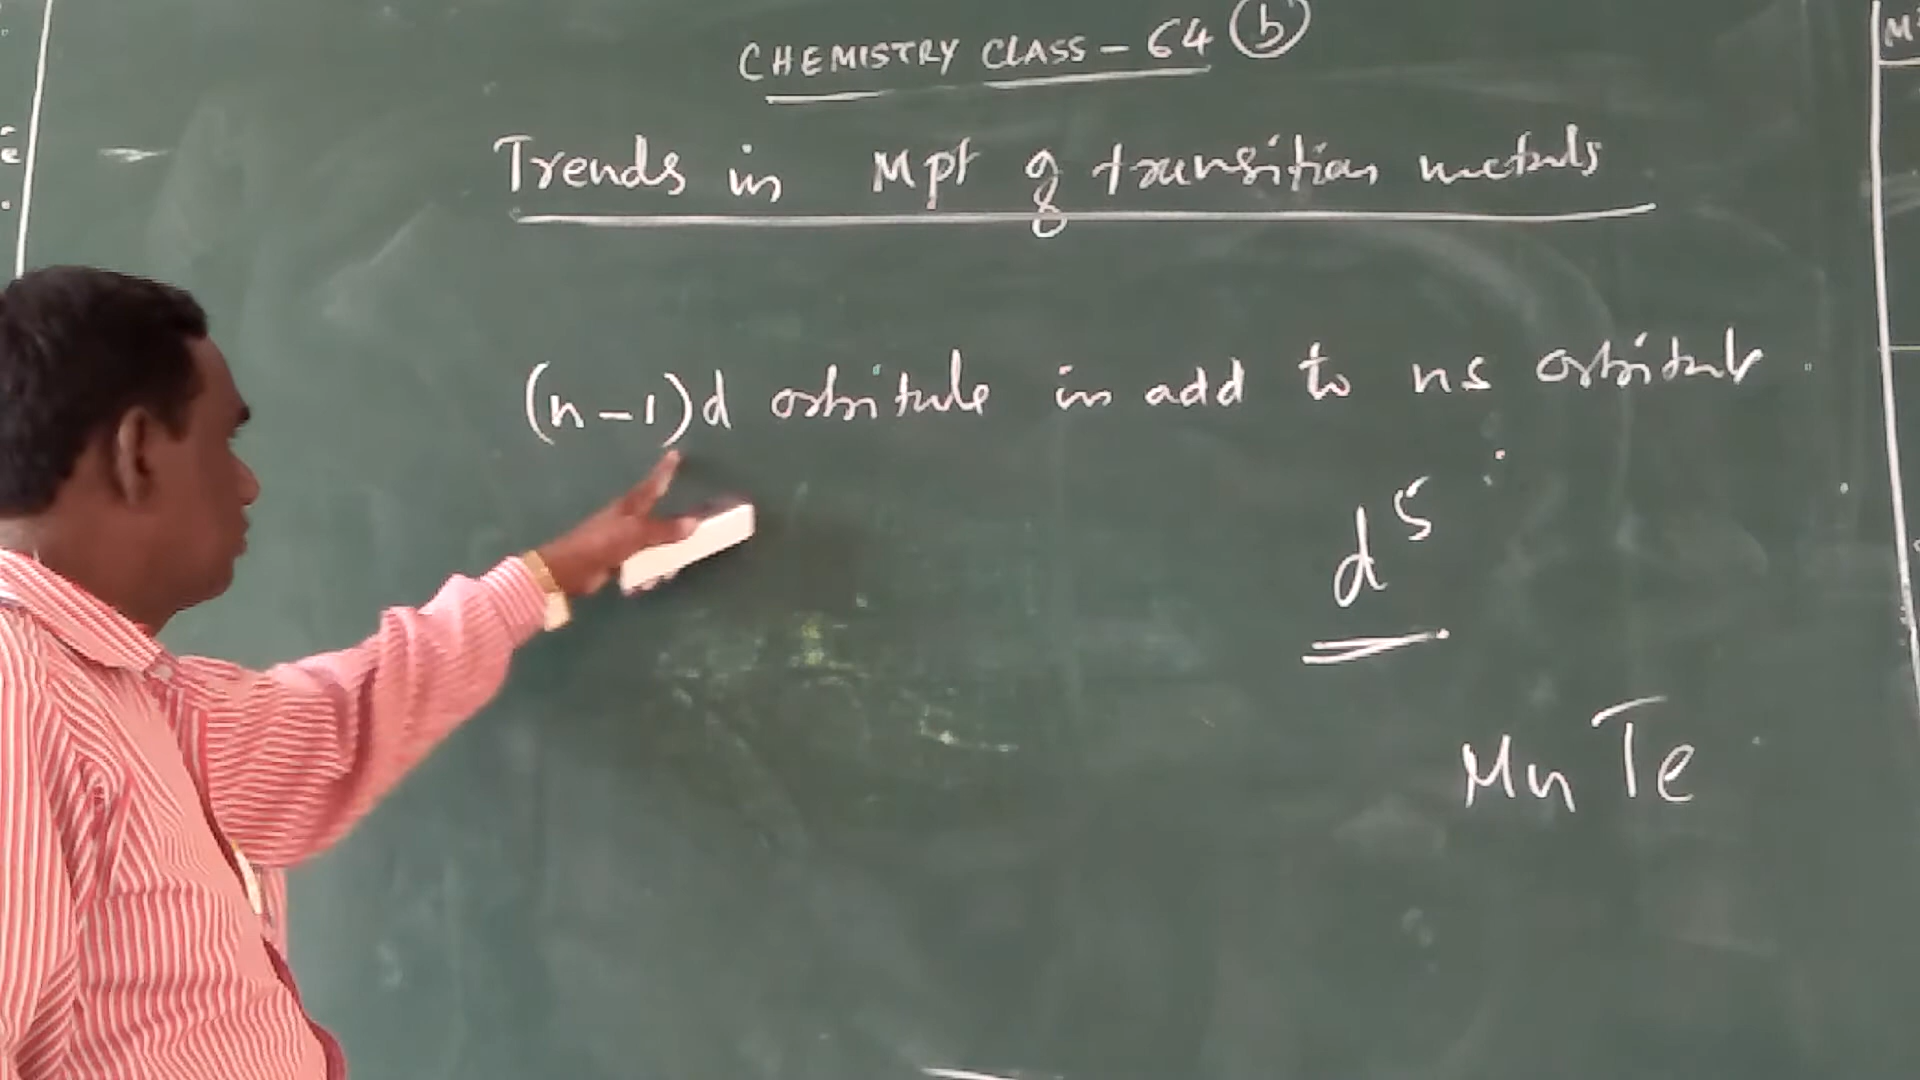 CHEMISTRY CLASS - 64 (b)
Trends in Mpt of transition metals
(n-1)d orbitals in add to ns orbitals
d⁵
Mn Tc